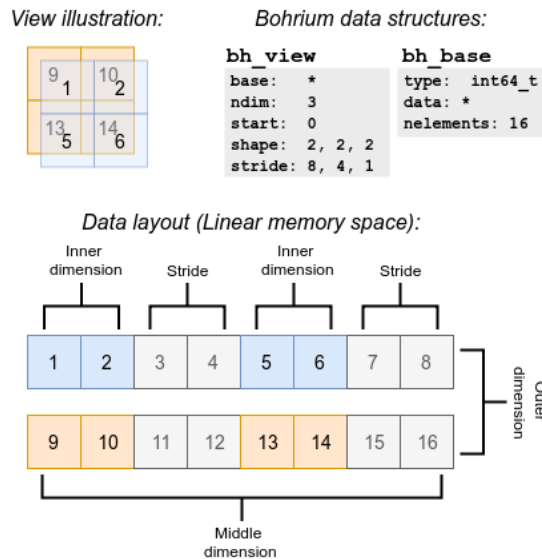 View illustration:
9 10
1 2
13 14
5 6
Bohrium data structures:
bh_view
base: *
ndim: 3
start: 0
shape: 2, 2, 2
stride: 8, 4, 1
bh_base
type: int64_t
data: *
nelements: 16
Data layout (Linear memory space):
Inner
dimension
Stride
Inner
dimension
Stride
1 2 3 4 5 6 7 8
9 10 11 12 13 14 15 16
Outer
dimension
Middle
dimension